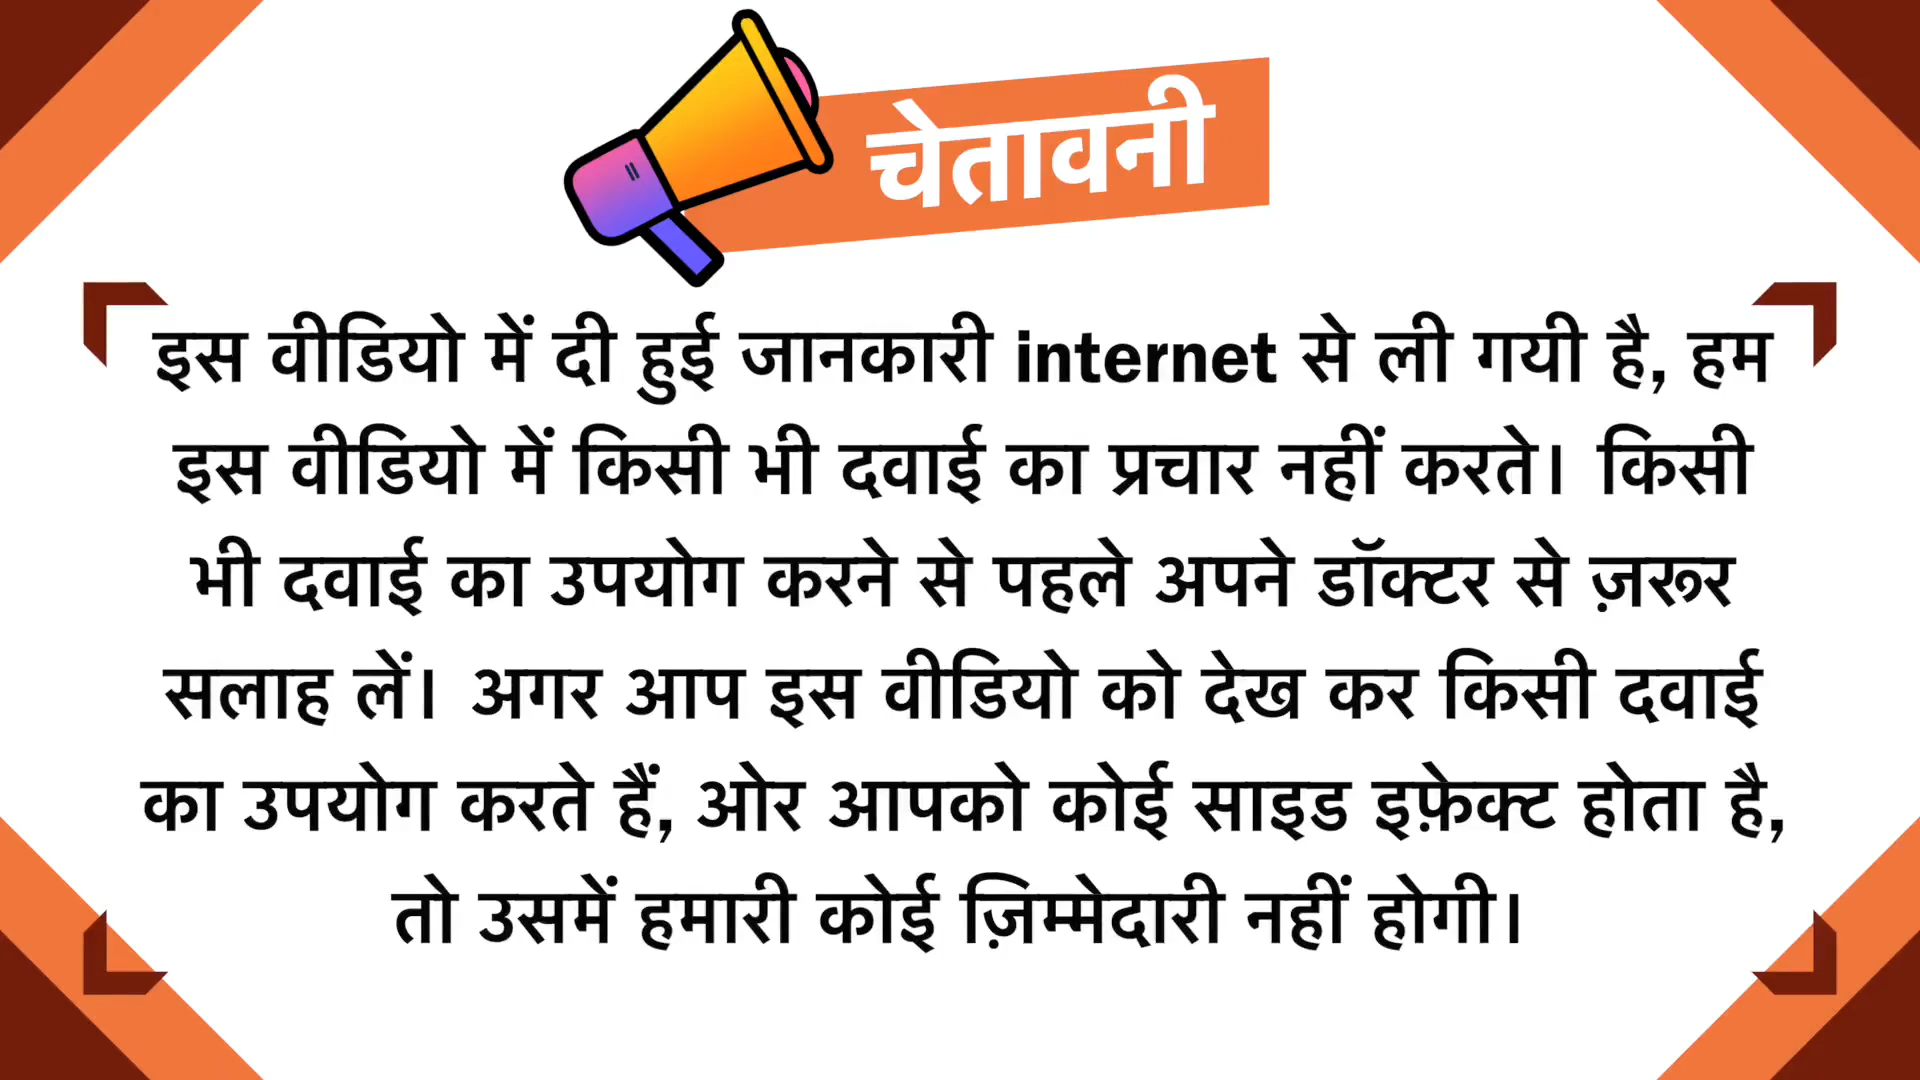 चेतावनी
इस वीडियो में दी हुई जानकारी internet से ली गयी है, हम
इस वीडियो में किसी भी दवाई का प्रचार नहीं करते। किसी
भी दवाई का उपयोग करने से पहले अपने डॉक्टर से ज़रूर
सलाह लें। अगर आप इस वीडियो को देख कर किसी दवाई
का उपयोग करते हैं, ओर आपको कोई साइड इफ़ेक्ट होता है,
तो उसमें हमारी कोई ज़िम्मेदारी नहीं होगी।